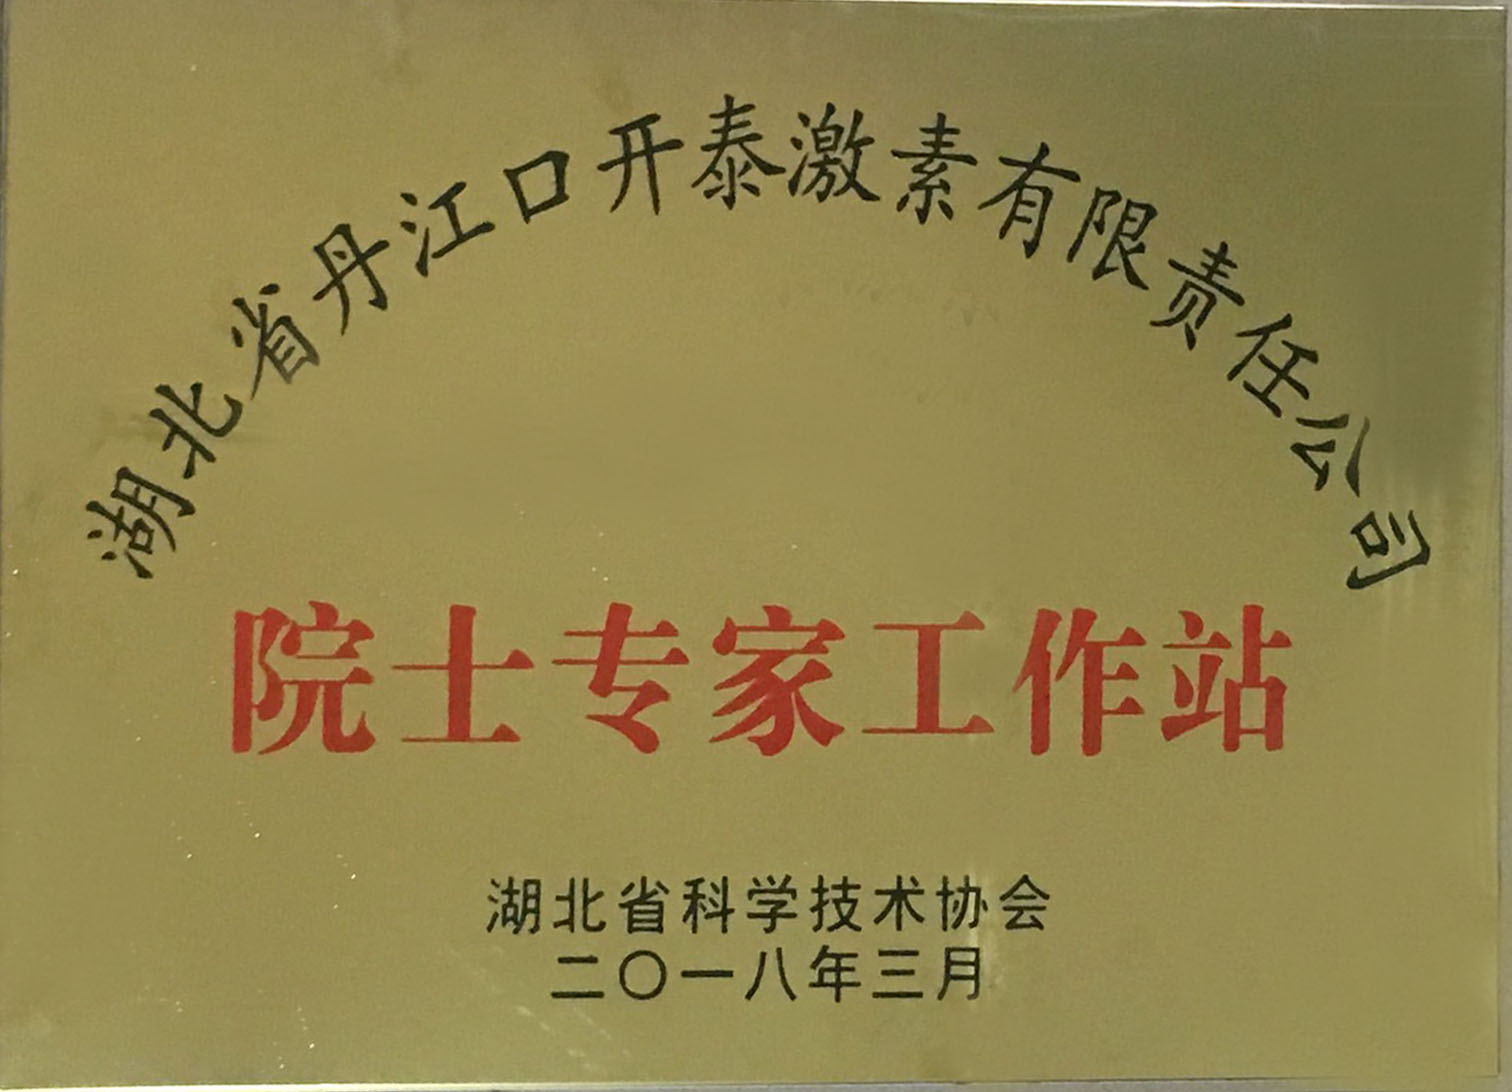 湖北省丹江口开泰激素有限责任公司
院士专家工作站
湖北省科学技术协会
二〇一八年三月